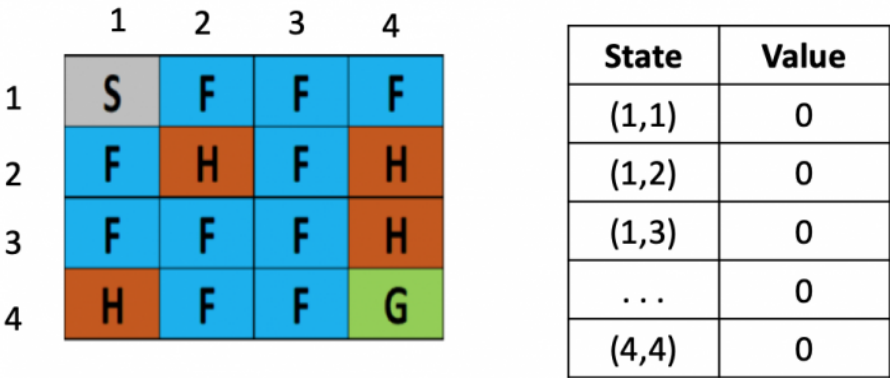 1 2 3 4
1 S F F F
2 F H F H
3 F F F H
4 H F F G
State Value
(1,1) 0
(1,2) 0
(1,3) 0
... 0
(4,4) 0